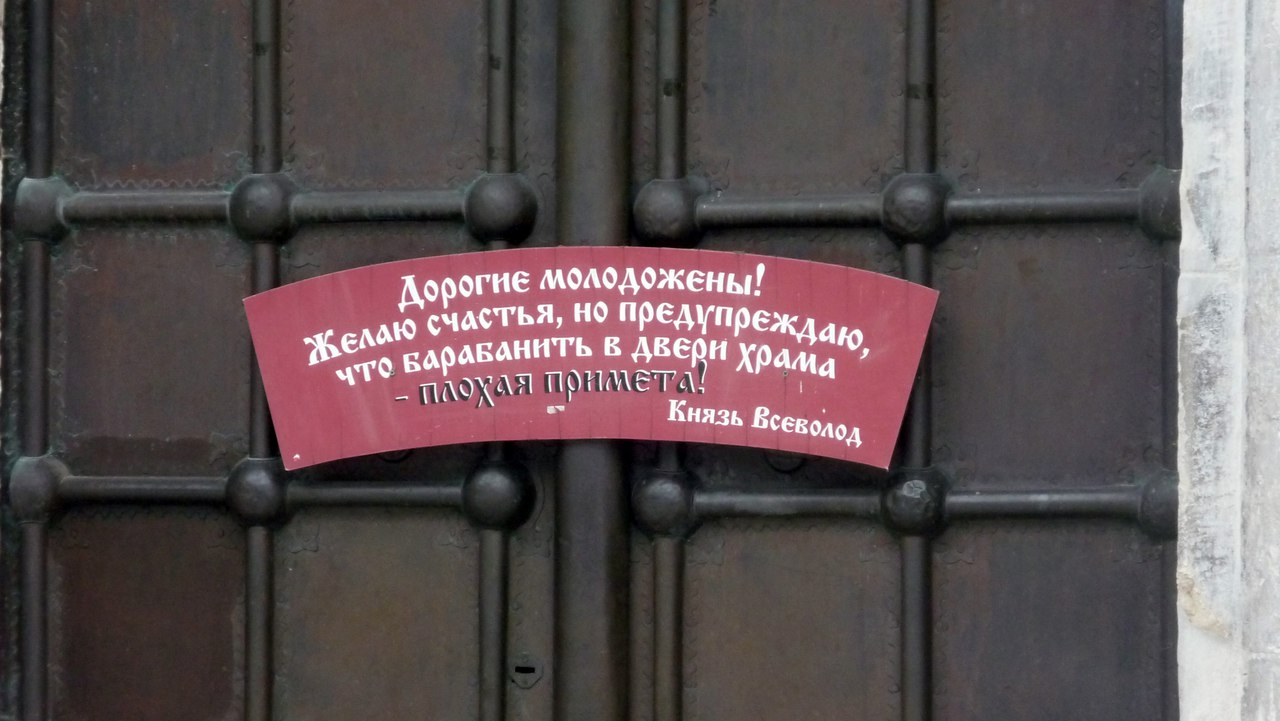 Дорогие молодожены!
Желаю счастья, но предупреждаю,
что барабанить в двери храма
- плохая примета!
Князь Всеволод